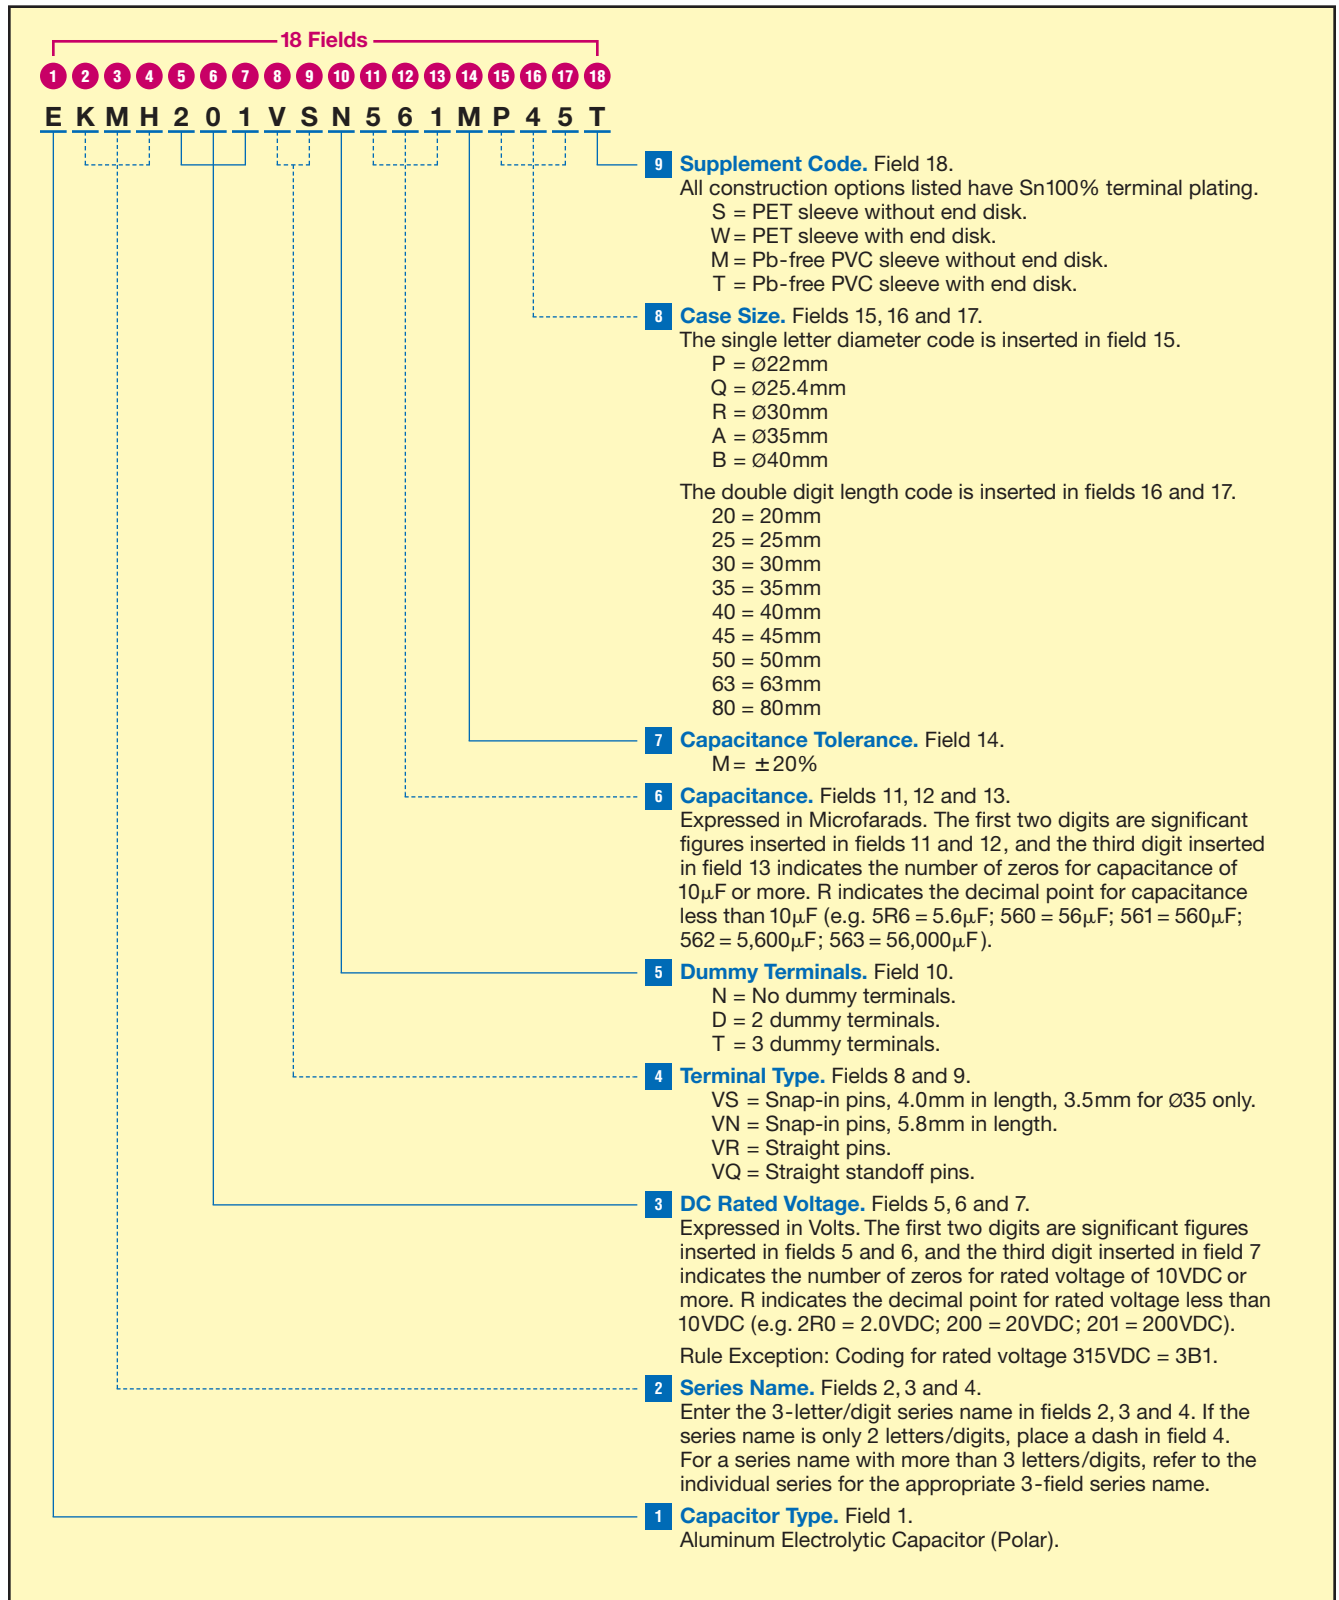 18 Fields
1 2 3 4 5 6 7 8 9 10 11 12 13 14 15 16 17 18
E K M H 2 0 1 V S N 5 6 1 M P 4 5 T
9 Supplement Code. Field 18.
All construction options listed have Sn100% terminal plating.
S = PET sleeve without end disk.
W = PET sleeve with end disk.
M = Pb-free PVC sleeve without end disk.
T = Pb-free PVC sleeve with end disk.
8 Case Size. Fields 15, 16 and 17.
The single letter diameter code is inserted in field 15.
P = Ø22mm
Q = Ø25.4mm
R = Ø30mm
A = Ø35mm
B = Ø40mm
The double digit length code is inserted in fields 16 and 17.
20 = 20mm
25 = 25mm
30 = 30mm
35 = 35mm
40 = 40mm
45 = 45mm
50 = 50mm
63 = 63mm
80 = 80mm
7 Capacitance Tolerance. Field 14.
M = ±20%
6 Capacitance. Fields 11, 12 and 13.
Expressed in Microfarads. The first two digits are significant
figures inserted in fields 11 and 12, and the third digit inserted
in field 13 indicates the number of zeros for capacitance of
10µF or more. R indicates the decimal point for capacitance
less than 10µF (e.g. 5R6 = 5.6µF; 560 = 56µF; 561 = 560µF;
562 = 5,600µF; 563 = 56,000µF).
5 Dummy Terminals. Field 10.
N = No dummy terminals.
D = 2 dummy terminals.
T = 3 dummy terminals.
4 Terminal Type. Fields 8 and 9.
VS = Snap-in pins, 4.0mm in length, 3.5mm for Ø35 only.
VN = Snap-in pins, 5.8mm in length.
VR = Straight pins.
VQ = Straight standoff pins.
3 DC Rated Voltage. Fields 5, 6 and 7.
Expressed in Volts. The first two digits are significant figures
inserted in fields 5 and 6, and the third digit inserted in field 7
indicates the number of zeros for rated voltage of 10VDC or
more. R indicates the decimal point for rated voltage less than
10VDC (e.g. 2R0 = 2.0VDC; 200 = 20VDC; 201 = 200VDC).
Rule Exception: Coding for rated voltage 315VDC = 3B1.
2 Series Name. Fields 2, 3 and 4.
Enter the 3-letter/digit series name in fields 2, 3 and 4. If the
series name is only 2 letters/digits, place a dash in field 4.
For a series name with more than 3 letters/digits, refer to the
individual series for the appropriate 3-field series name.
1 Capacitor Type. Field 1.
Aluminum Electrolytic Capacitor (Polar).